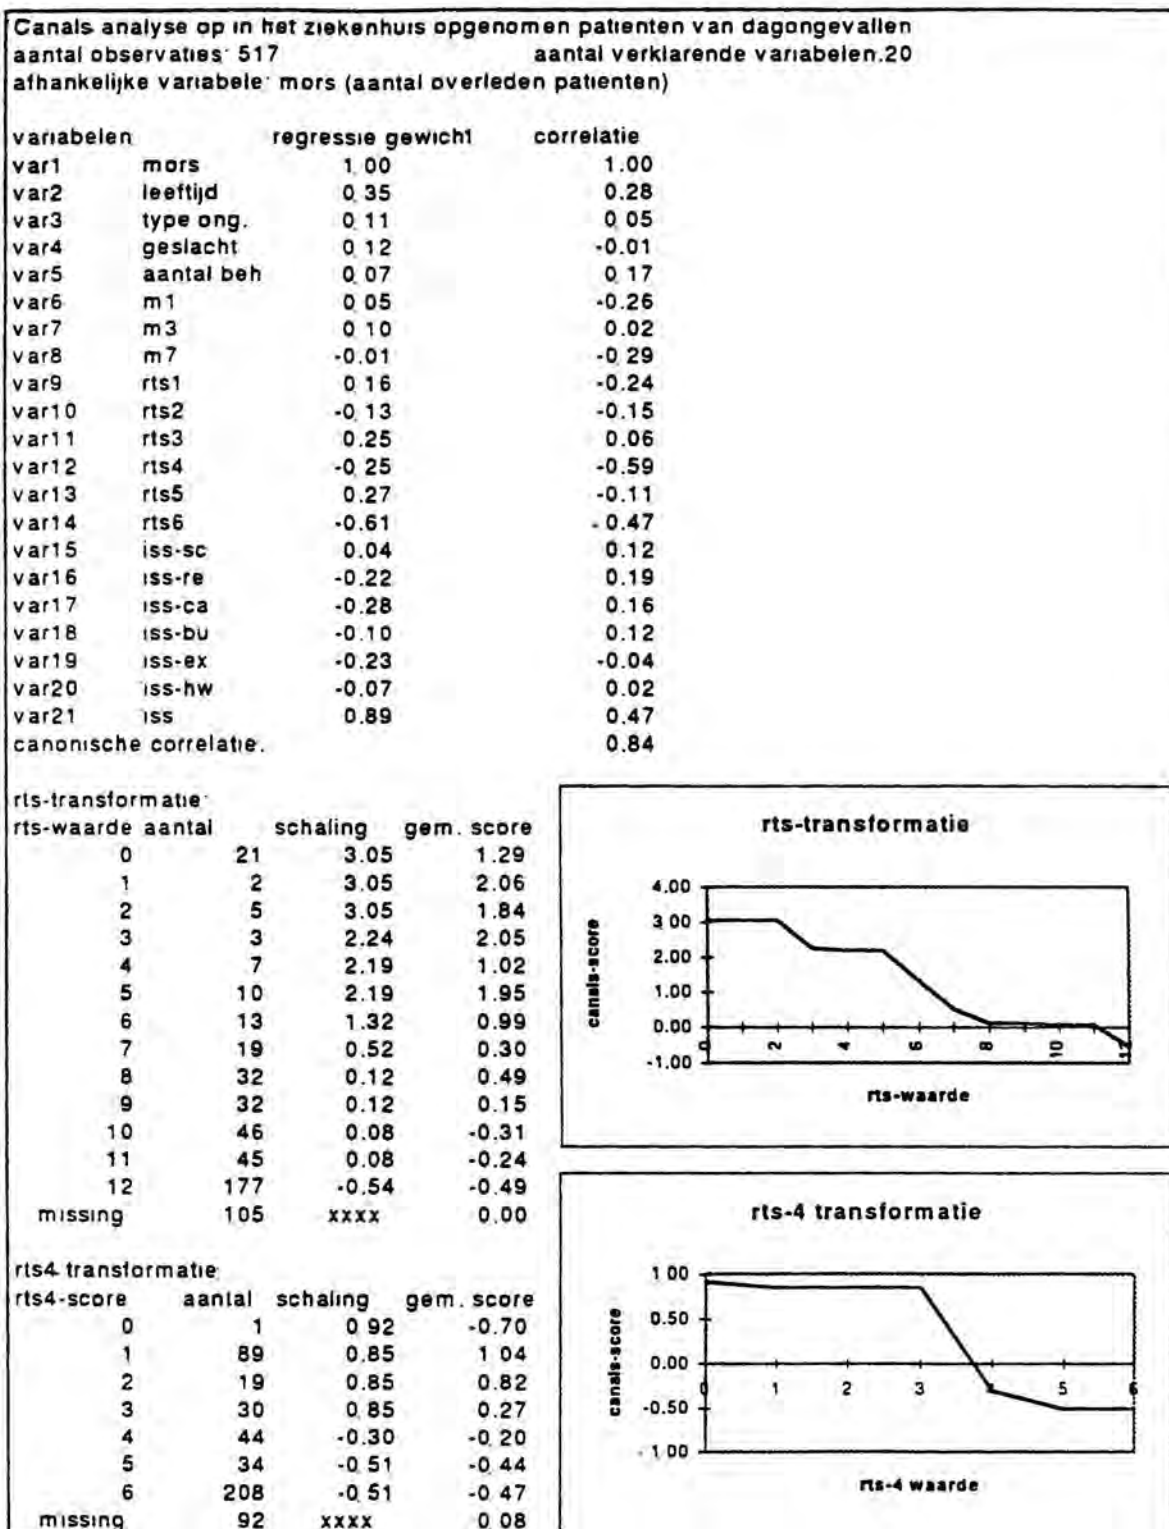 Canals analyse op in het ziekenhuis opgenomen patienten van dagongevallen
aantal observaties: 517 aantal verklarende variabelen.20
afhankelijke variabele: mors (aantal overleden patienten)
variabelen regressie gewicht correlatie
var1 mors 1.00 1.00
var2 leeftijd 0.35 0.28
var3 type ong. 0.11 0.05
var4 geslacht 0.12 -0.01
var5 aantal beh 0.07 0.17
var6 m1 0.05 -0.26
var7 m3 0.10 0.02
var8 m7 -0.01 -0.29
var9 rts1 0.16 -0.24
var10 rts2 -0.13 -0.15
var11 rts3 0.25 0.06
var12 rts4 -0.25 -0.59
var13 rts5 0.27 -0.11
var14 rts6 -0.61 -0.47
var15 iss-sc 0.04 0.12
var16 iss-re -0.22 0.19
var17 iss-ca -0.28 0.16
var18 iss-bu -0.10 0.12
var19 iss-ex -0.23 -0.04
var20 iss-hw -0.07 0.02
var21 iss 0.89 0.47
canonische correlatie. 0.84
rts-transformatie
rts-waarde aantal schaling gem. score
0 21 3.05 1.29
1 2 3.05 2.06
2 5 3.05 1.84
3 3 2.24 2.05
4 7 2.19 1.02
5 10 2.19 1.95
6 13 1.32 0.99
7 19 0.52 0.30
8 32 0.12 0.49
9 32 0.12 0.15
10 46 0.08 -0.31
11 45 0.08 -0.24
12 177 -0.54 -0.49
missing 105 xxxx 0.00
rts-transformatie
canals-score
4.00
3.00
2.00
1.00
0.00
-1.00
0 2 4 6 8 10 12
rts-waarde
rts4 transformatie
rts4-score aantal schaling gem. score
0 1 0.92 -0.70
1 89 0.85 1.04
2 19 0.85 0.82
3 30 0.85 0.27
4 44 -0.30 -0.20
5 34 -0.51 -0.44
6 208 -0.51 -0.47
missing 92 xxxx 0.08
rts-4 transformatie
canals-score
1.00
0.50
0.00
-0.50
-1.00
0 1 2 3 4 5 6
rts-4 waarde